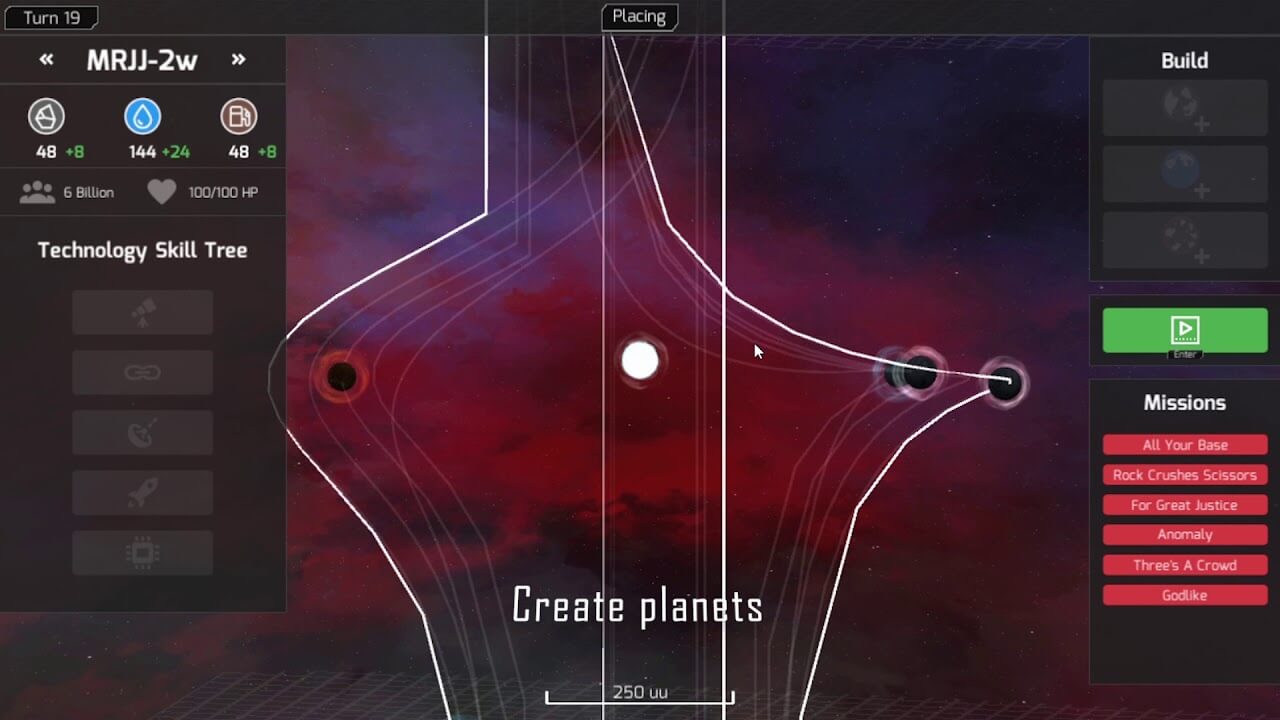 Turn 19
Placing
MRJJ-2w
48 +8
144 +24
48 +8
6 Billion
100/100 HP
Technology Skill Tree
Build
Enter
Missions
All Your Base
Rock Crushes Scissors
For Great Justice
Anomaly
Three's A Crowd
Godlike
Create planets
250 uu